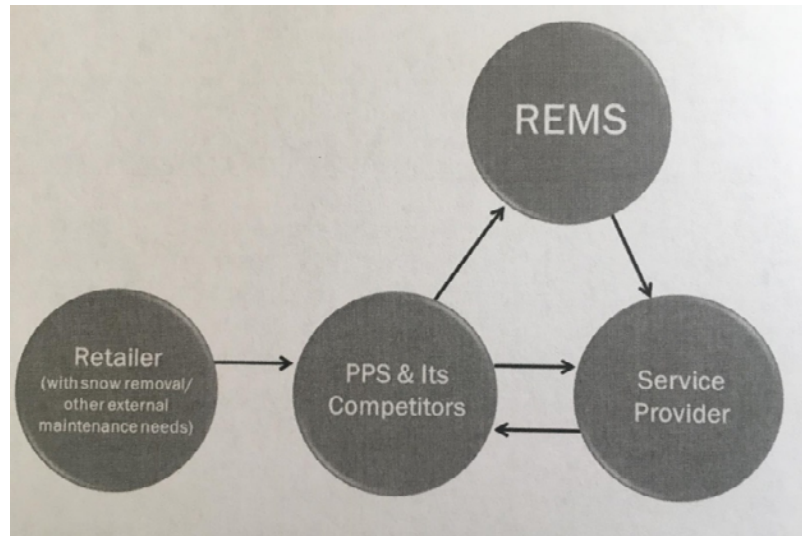 REMS
Retailer
(with snow removal/
other external
maintenance needs)
PPS & Its
Competitors
Service
Provider